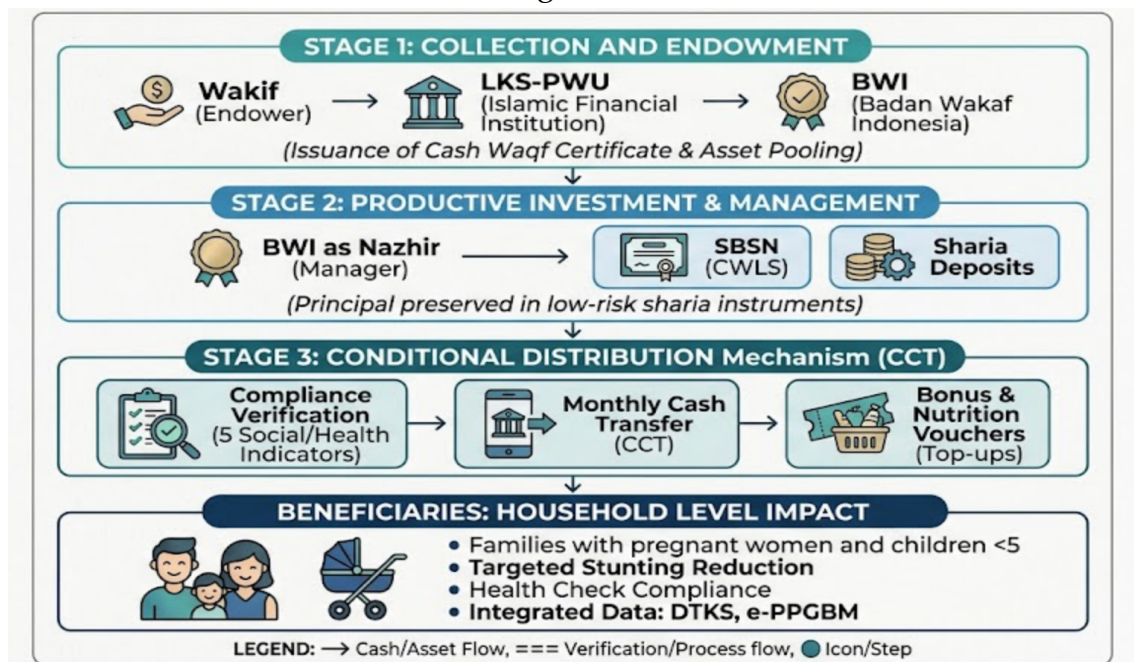 STAGE 1: COLLECTION AND ENDOWMENT
Wakif
(Endower)
LKS-PWU
(Islamic Financial
Institution)
BWI
(Badan Wakaf
Indonesia)
(Issuance of Cash Waqf Certificate & Asset Pooling)
STAGE 2: PRODUCTIVE INVESTMENT & MANAGEMENT
BWI as Nazhir
(Manager)
SBSN
(CWLS)
Sharia
Deposits
(Principal preserved in low-risk sharia instruments)
STAGE 3: CONDITIONAL DISTRIBUTION Mechanism (CCT)
Compliance
Verification
(5 Social/Health
Indicators)
Monthly Cash
Transfer
(CCT)
Bonus &
Nutrition
Vouchers
(Top-ups)
BENEFICIARIES: HOUSEHOLD LEVEL IMPACT
• Families with pregnant women and children <5
• Targeted Stunting Reduction
• Health Check Compliance
• Integrated Data: DTKS, e-PPGBM
LEGEND: → Cash/Asset Flow, === Verification/Process flow, Icon/Step